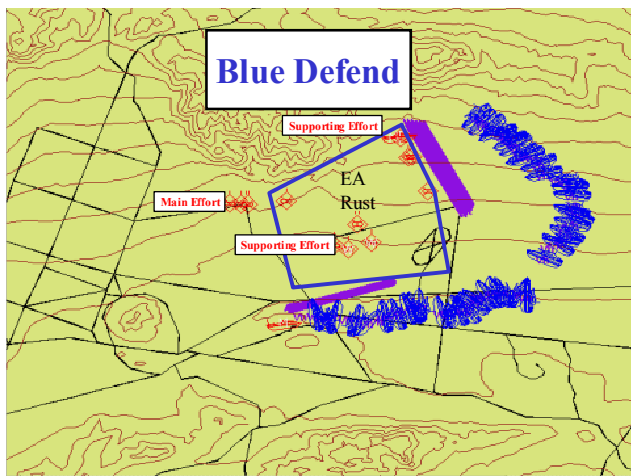 Blue Defend
Supporting Effort
EA
Rust
Main Effort
Supporting Effort